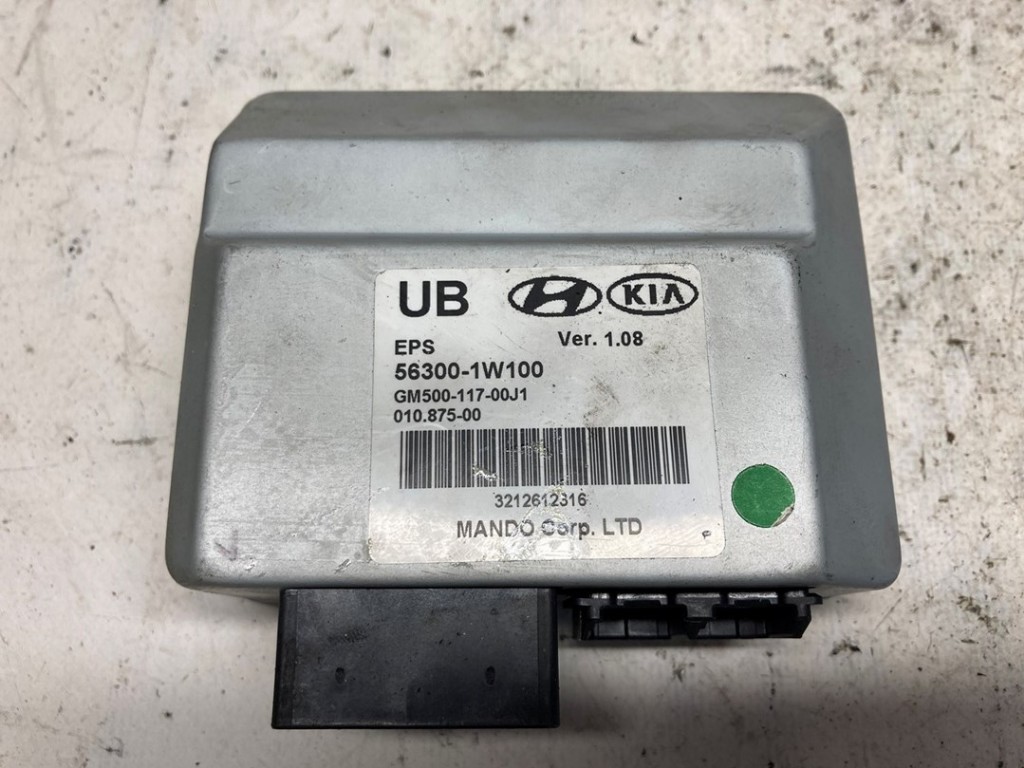 UB KIA
EPS Ver. 1.08
56300-1W100
GM500-117-00J1
010.875-00
3212612316
MANDO Corp. LTD